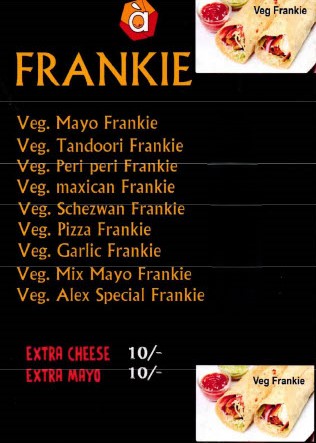 à
Veg Frankie
FRANKIE
Veg. Mayo Frankie
Veg. Tandoori Frankie
Veg. Peri peri Frankie
Veg. maxican Frankie
Veg. Schezwan Frankie
Veg. Pizza Frankie
Veg. Garlic Frankie
Veg. Mix Mayo Frankie
Veg. Alex Special Frankie
EXTRA CHEESE 10/-
EXTRA MAYO 10/-
Veg Frankie